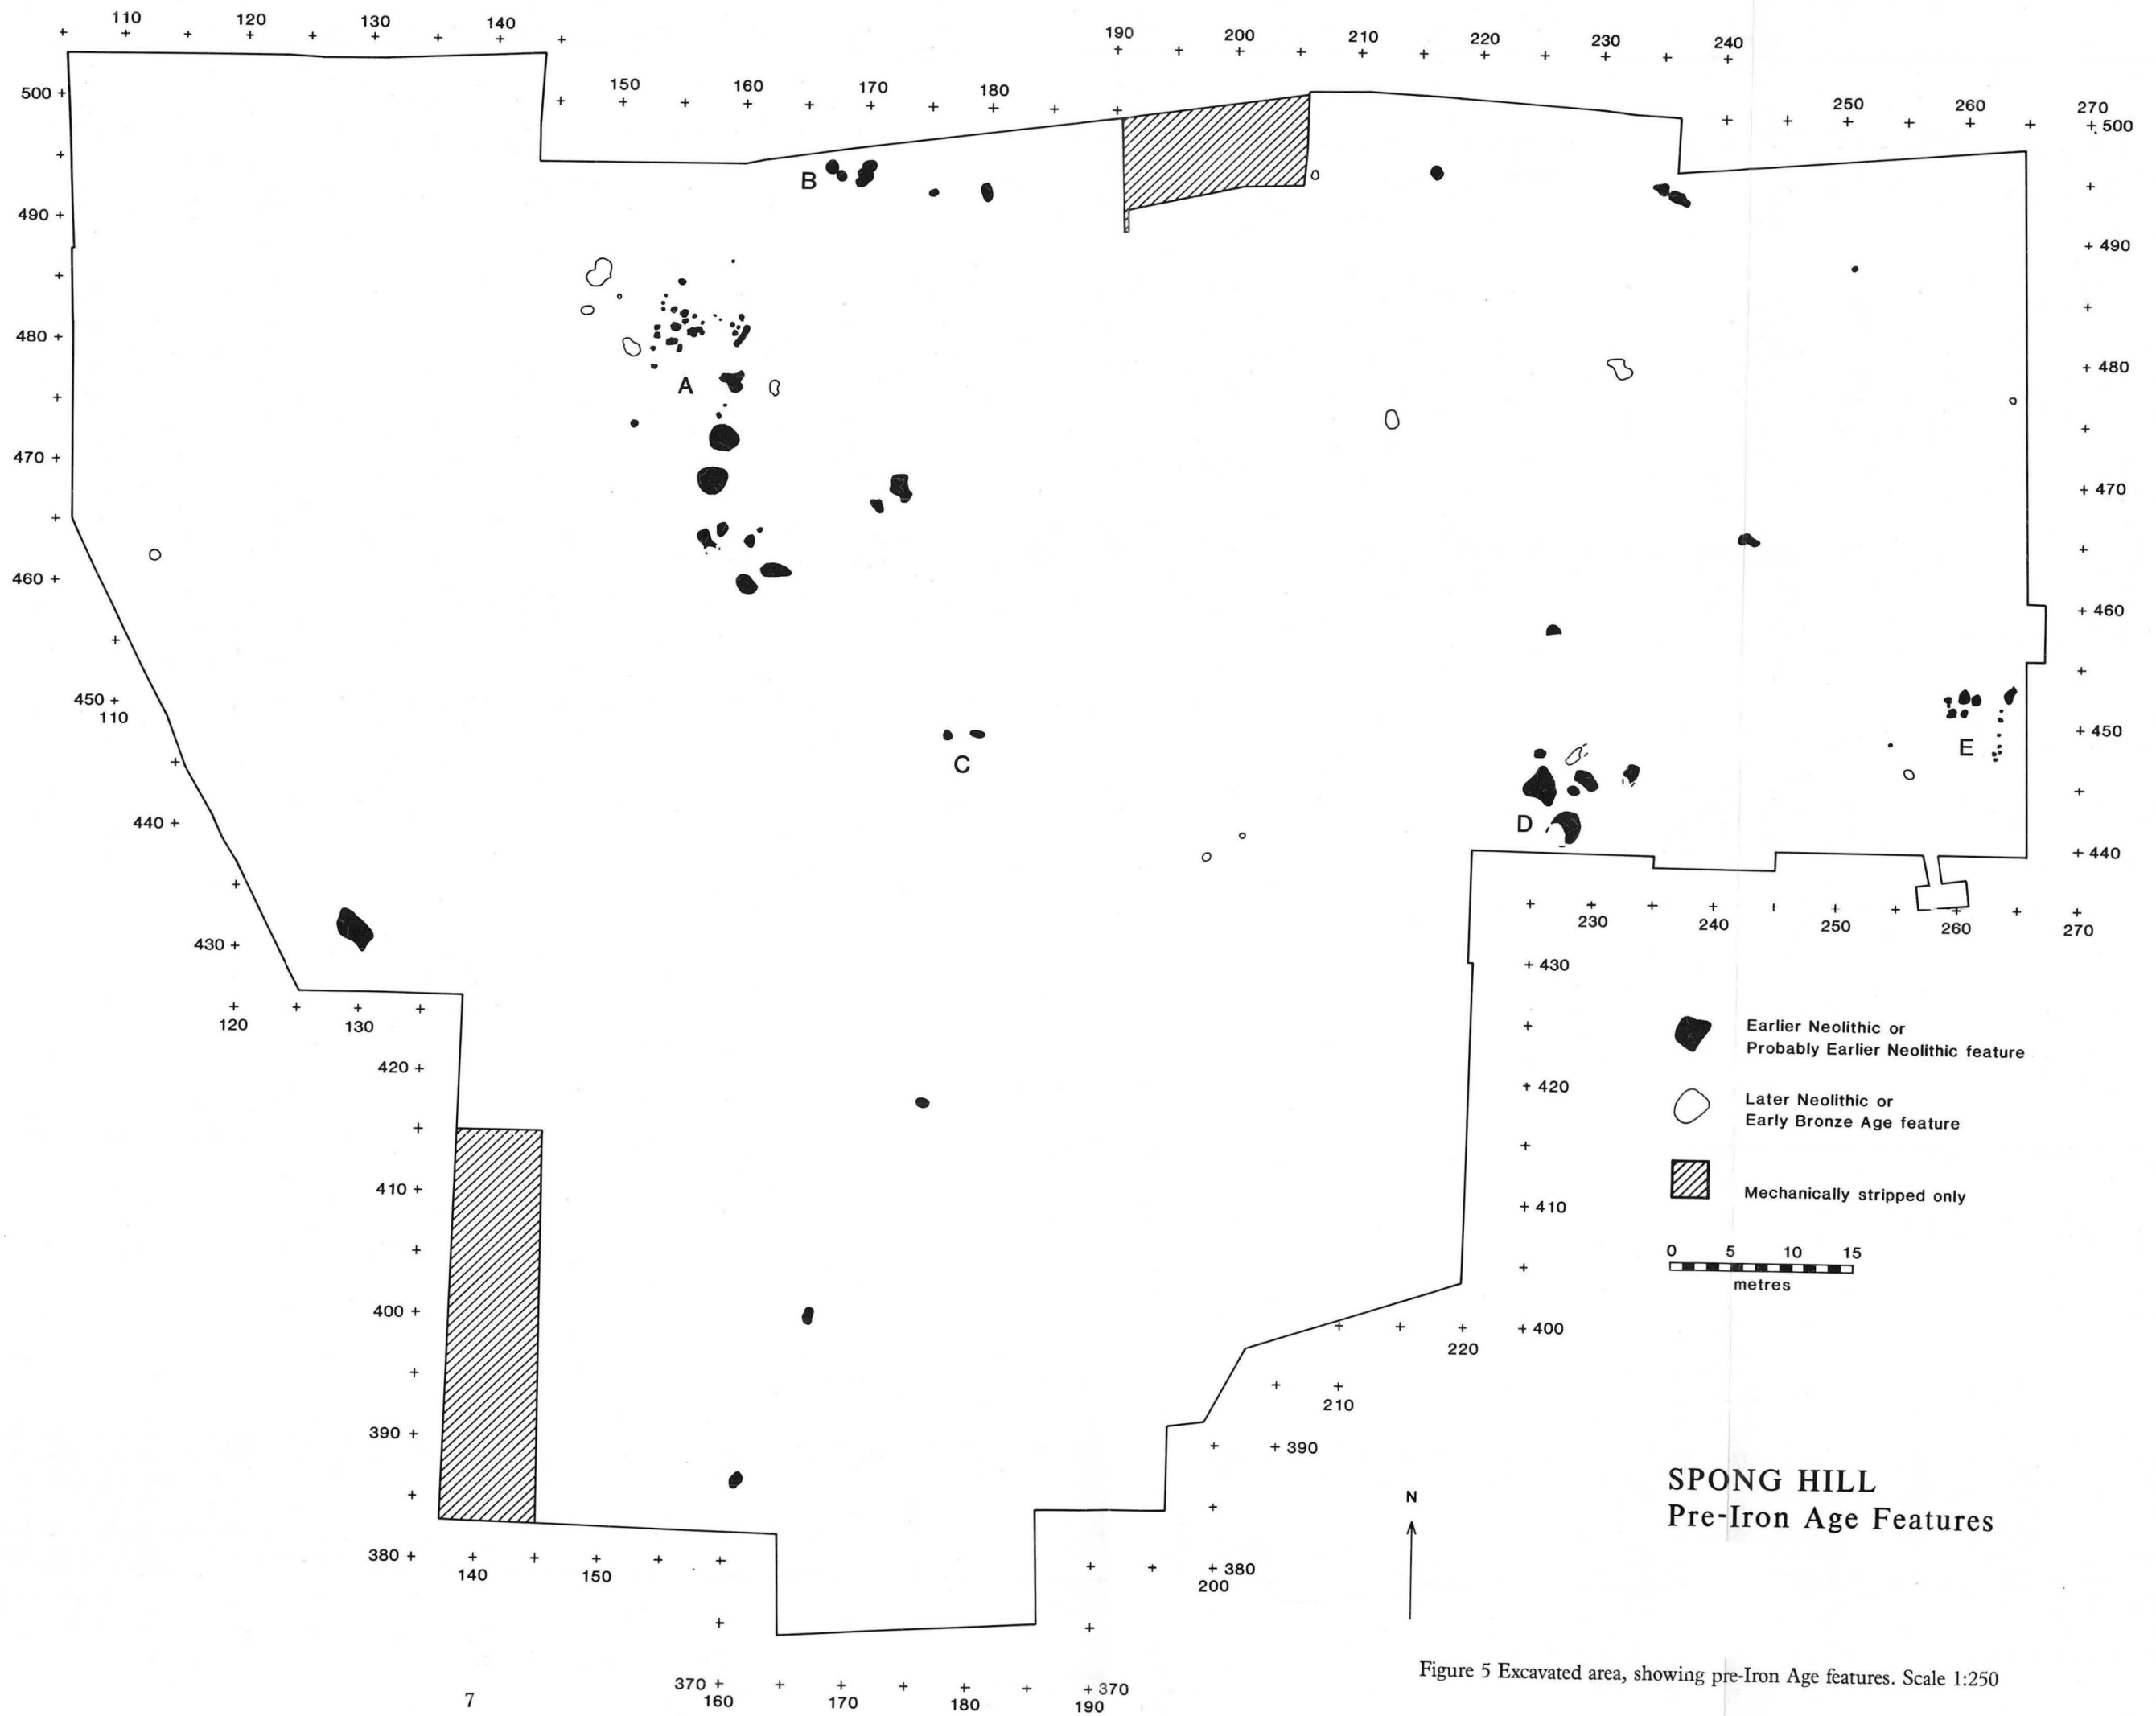 110 120 130 140
190 200 210 220 230 240
150 160 170 180
250 260 270
500
500
B
490
490
480
A
480
470
470
460
460
450
110
C
450
E
440
D
440
430
230 240 250 260 270
430
120 130
Earlier Neolithic or
Probably Earlier Neolithic feature
420
420
Later Neolithic or
Early Bronze Age feature
410
Mechanically stripped only
410
0 5 10 15
metres
400
400
220
210
390
390
SPONG HILL
Pre-Iron Age Features
N
380
140 150
380
200
370
160 170 180 190
370
Figure 5 Excavated area, showing pre-Iron Age features. Scale 1:250
7